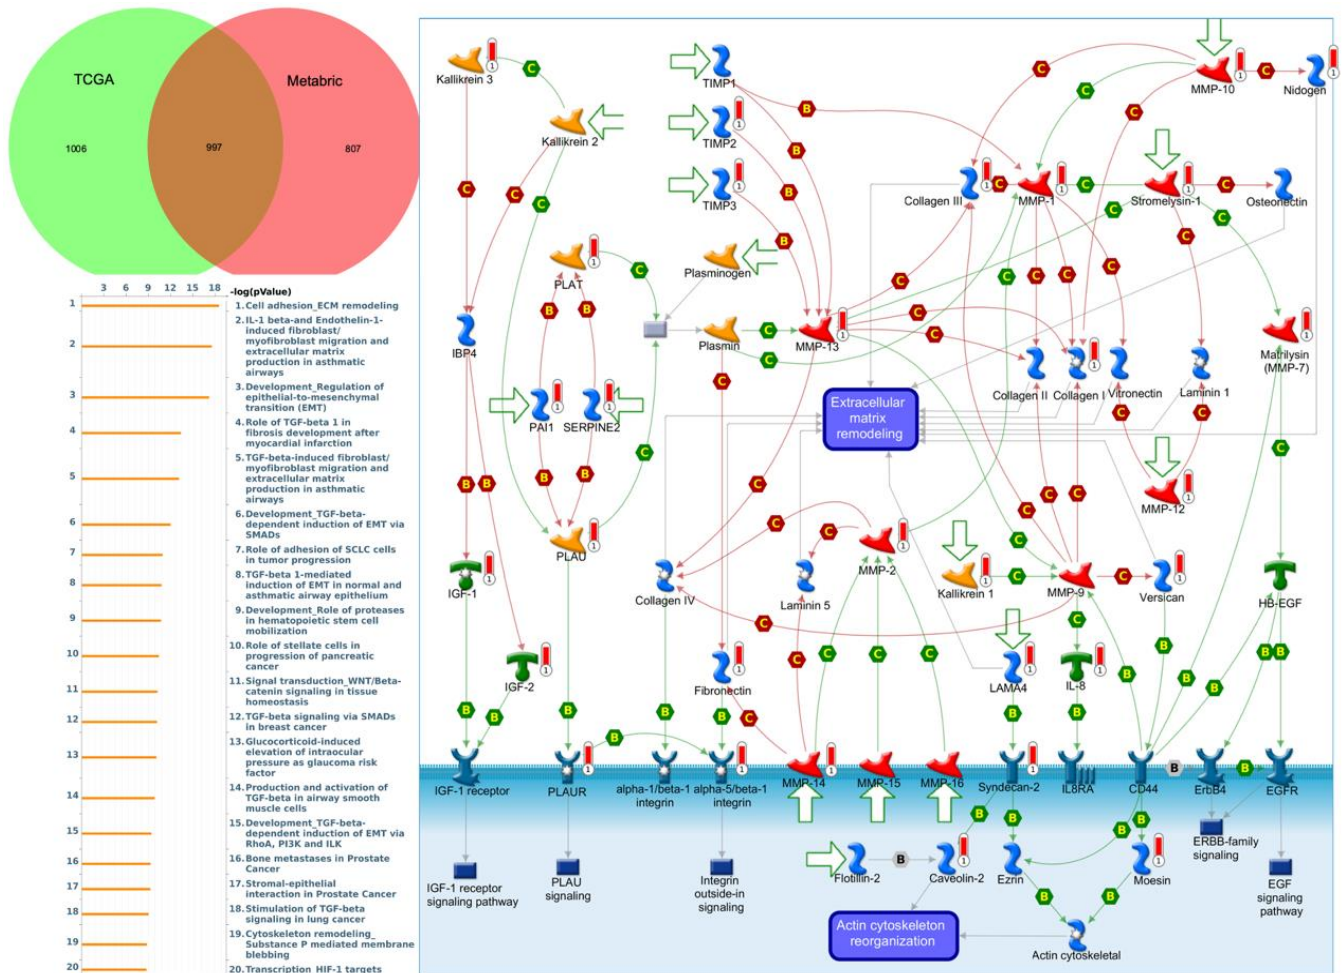 TCGA
Metabric
1006
997
807
3 6 9 12 15 18
-log(pValue)
1 1. Cell adhesion_ECM remodeling
2. IL-1 beta-and Endothelin-1-
induced fibroblast/
2 myofibroblast migration and
extracellular matrix
production in asthmatic
airways
3. Development_Regulation of
3 epithelial-to-mesenchymal
transition (EMT)
4. Role of TGF-beta 1 in
4 fibrosis development after
myocardial infarction
5. TGF-beta-induced fibroblast/
myofibroblast migration and
5 extracellular matrix
production in asthmatic
airways
6. Development_TGF-beta-
6 dependent induction of EMT via
SMADs
7. Role of adhesion of SCLC cells
7 in tumor progression
8. TGF-beta 1-mediated
8 induction of EMT in normal and
asthmatic airway epithelium
9. Development_Role of proteases
9 in hematopoietic stem cell
mobilization
10. Role of stellate cells in
10 progression of pancreatic
cancer
11. Signal transduction_WNT/Beta-
11 catenin signaling in tissue
homeostasis
12. TGF-beta signaling via SMADs
12 in breast cancer
13. Glucocorticoid-induced
13 elevation of intraocular
pressure as glaucoma risk
factor
14. Production and activation of
14 TGF-beta in airway smooth
muscle cells
15. Development_TGF-beta-
15 dependent induction of EMT via
RhoA, PI3K and ILK
16. Bone metastases in Prostate
16 Cancer
17. Stromal-epithelial
17 interaction in Prostate Cancer
18. Stimulation of TGF-beta
18 signaling in lung cancer
19. Cytoskeleton remodeling_
19 Substance P mediated membrane
blebbing
20 20. Transcription_HIF-1 targets
Kallikrein 3
TIMP1
MMP-10
Nidogen
Kallikrein 2
TIMP2
TIMP3
Collagen III
MMP-1
Stromelysin-1
Osteonectin
PLAT
Plasminogen
IBP4
Plasmin
MMP-13
Matrilysin
(MMP-7)
Collagen II
Collagen I
Vitronectin
Laminin 1
PAI1
SERPINE2
Extracellular
matrix
remodeling
MMP-12
PLAU
MMP-2
IGF-1
Collagen IV
Laminin 5
Kallikrein 1
MMP-9
Versican
HB-EGF
IGF-2
Fibronectin
LAMA4
IL-8
IGF-1 receptor
PLAUR
alpha-1/beta-1
integrin
alpha-5/beta-1
integrin
MMP-14
MMP-15
MMP-16
Syndecan-2
IL8RA
CD44
ErbB4
EGFR
IGF-1 receptor
signaling pathway
PLAU
signaling
Integrin
outside-in
signaling
Flotillin-2
Caveolin-2
Ezrin
Moesin
ERBB-family
signaling
EGF
signaling
pathway
Actin cytoskeleton
reorganization
Actin cytoskeletal